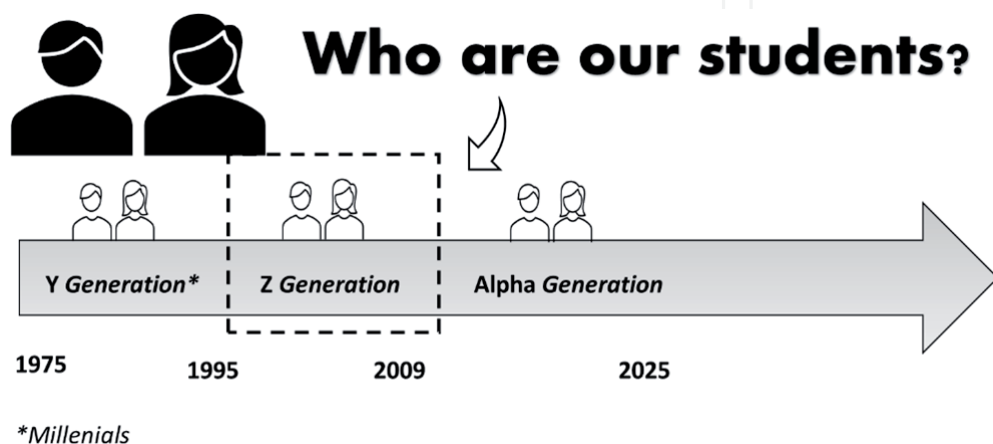 Who are our students?
Y Generation* Z Generation Alpha Generation
1975 1995 2009 2025
*Millenials